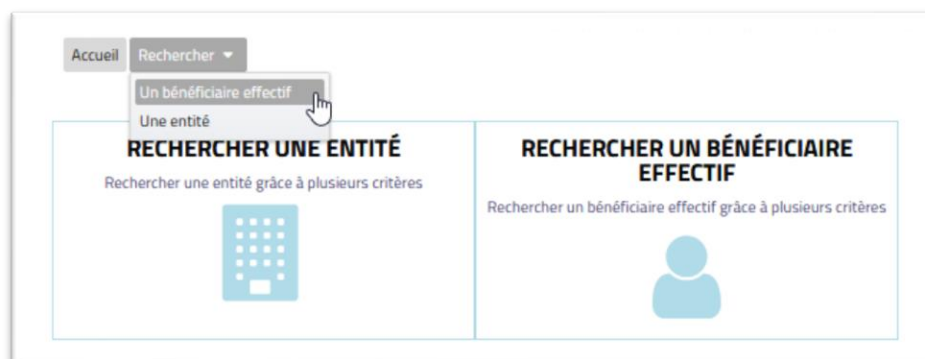 Accueil Rechercher
Un bénéficiaire effectif
Une entité
RECHERCHER UNE ENTITÉ
Rechercher une entité grâce à plusieurs critères
RECHERCHER UN BÉNÉFICIAIRE
EFFECTIF
Rechercher un bénéficiaire effectif grâce à plusieurs critères